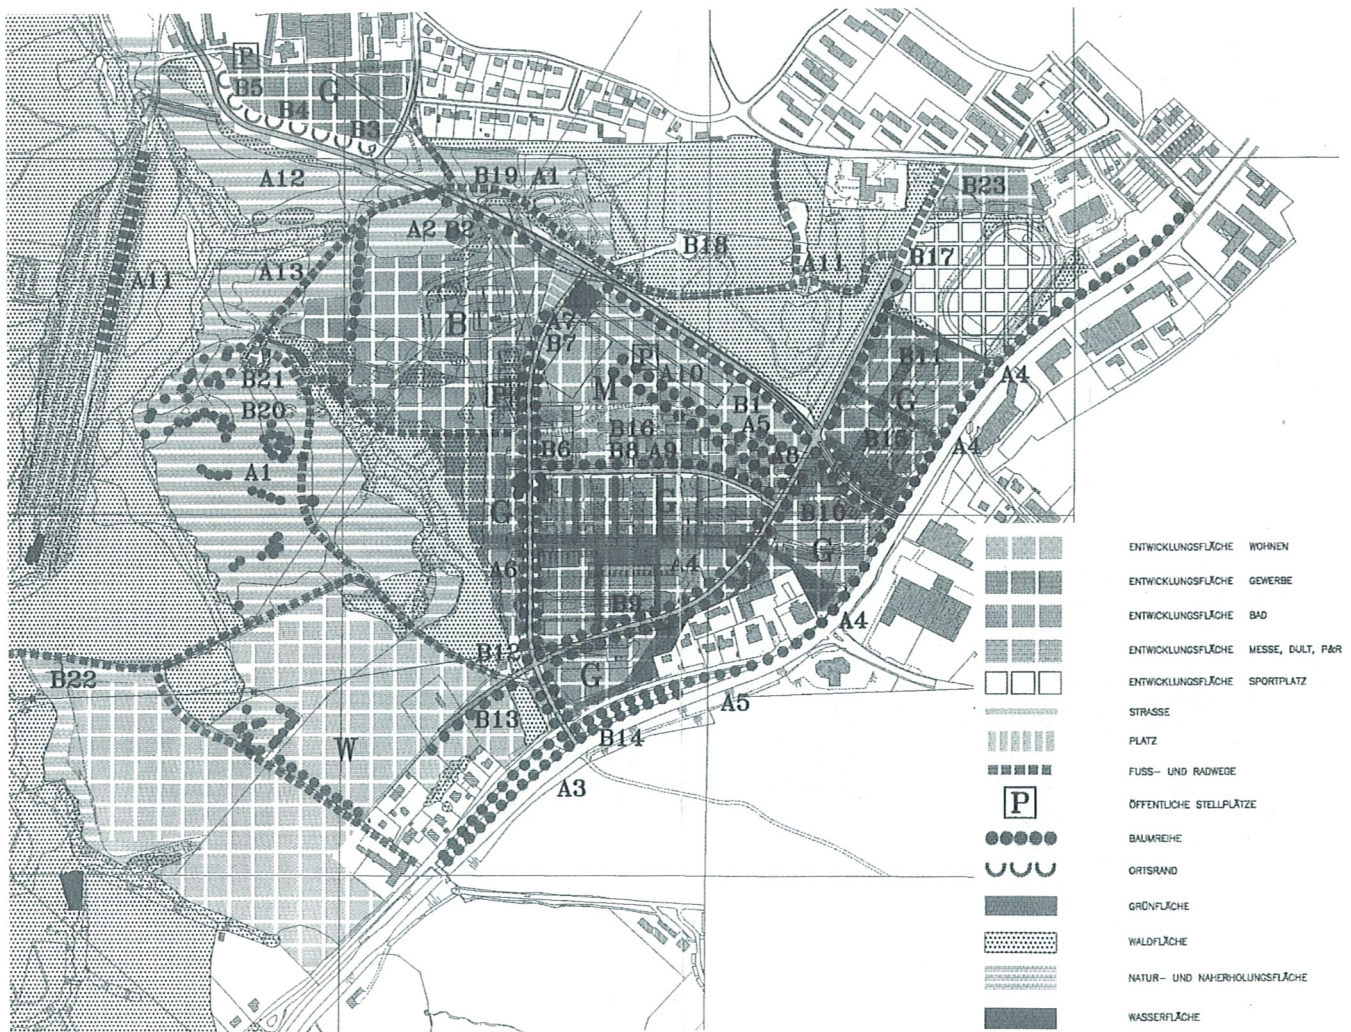 P
B5
G
B4
B3
A12
B19 A1
B23
A2 B2
B18
A11
A13
A11
B17
B
A7
B7
B11
P
A10
A4
B21
P
M
B1
G
B20
B16
A5
B15
A4
B6
B8 A9
A8
A1
G
G
B10
G
A6
A4
B9
A4
B12
B22
G
A5
B13
W
B14
A3
ENTWICKLUNGSFLÄCHE WOHNEN
ENTWICKLUNGSFLÄCHE GEWERBE
ENTWICKLUNGSFLÄCHE BAD
ENTWICKLUNGSFLÄCHE MESSE, DULT, P&R
ENTWICKLUNGSFLÄCHE SPORTPLATZ
STRASSE
PLATZ
FUSS- UND RADWEGE
P ÖFFENTLICHE STELLPLÄTZE
BAUMREIHE
ORTSRAND
GRÜNFLÄCHE
WALDFLÄCHE
NATUR- UND NAHERHOLUNGSFLÄCHE
WASSERFLÄCHE